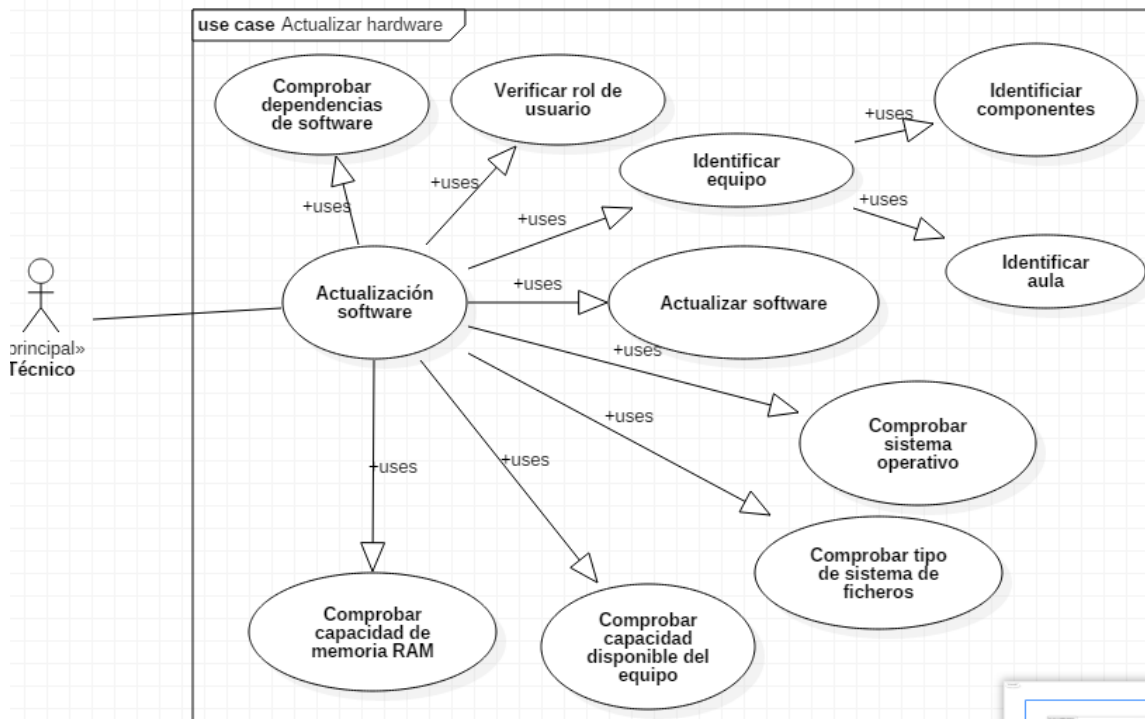 use case Actualizar hardware
Comprobar
dependencias
de software
Verificar rol de
usuario
Identificiar
componentes
+uses
Identificar
equipo
+uses
+uses
+uses
+uses
Identificar
aula
Actualización
software
+uses
Actualizar software
principal»
Técnico
+uses
+uses
Comprobar
sistema
operativo
+uses
+uses
Comprobar tipo
de sistema de
ficheros
Comprobar
capacidad de
memoria RAM
Comprobar
capacidad
disponible del
equipo